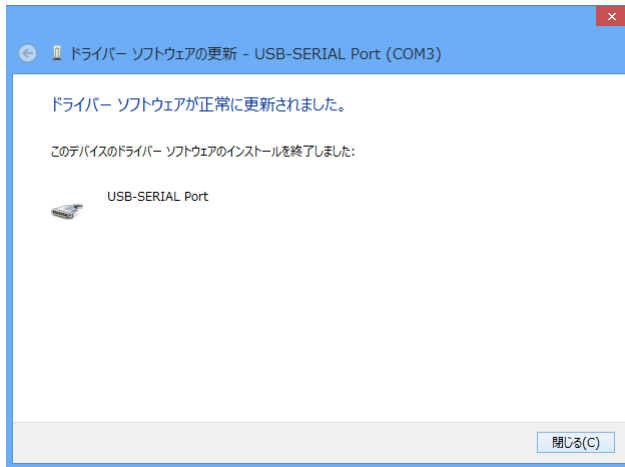 ドライバー ソフトウェアの更新 - USB-SERIAL Port (COM3)
ドライバー ソフトウェアが正常に更新されました。
このデバイスのドライバー ソフトウェアのインストールを終了しました:
USB-SERIAL Port
閉じる(C)